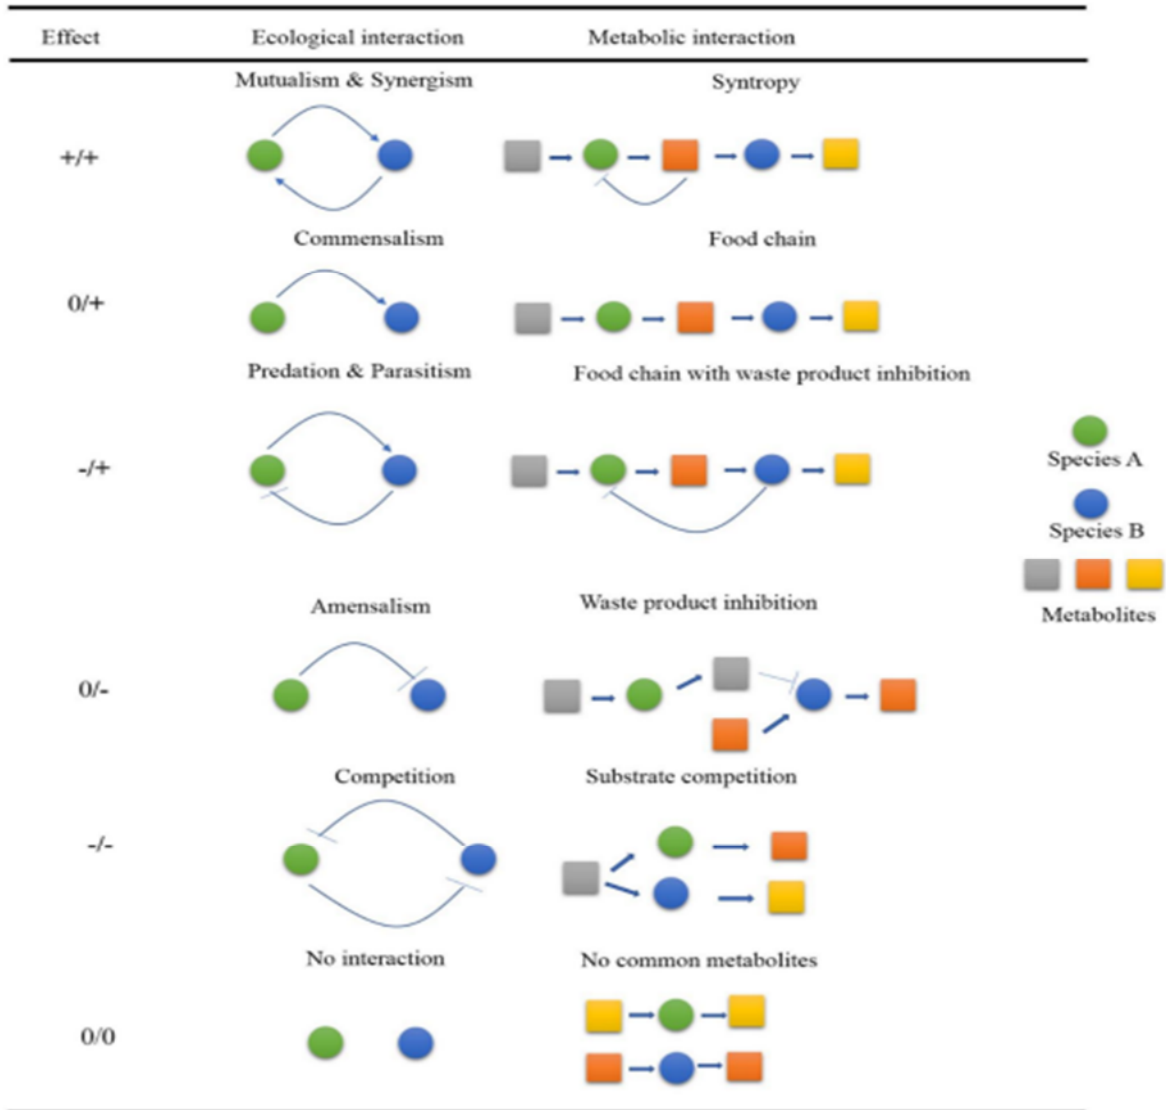 Effect Ecological interaction Metabolic interaction
Mutualism & Synergism Syntropy
+/+
Commensalism Food chain
0/+
Predation & Parasitism Food chain with waste product inhibition
-/+
Species A
Species B
Metabolites
Amensalism Waste product inhibition
0/-
Competition Substrate competition
-/-
No interaction No common metabolites
0/0